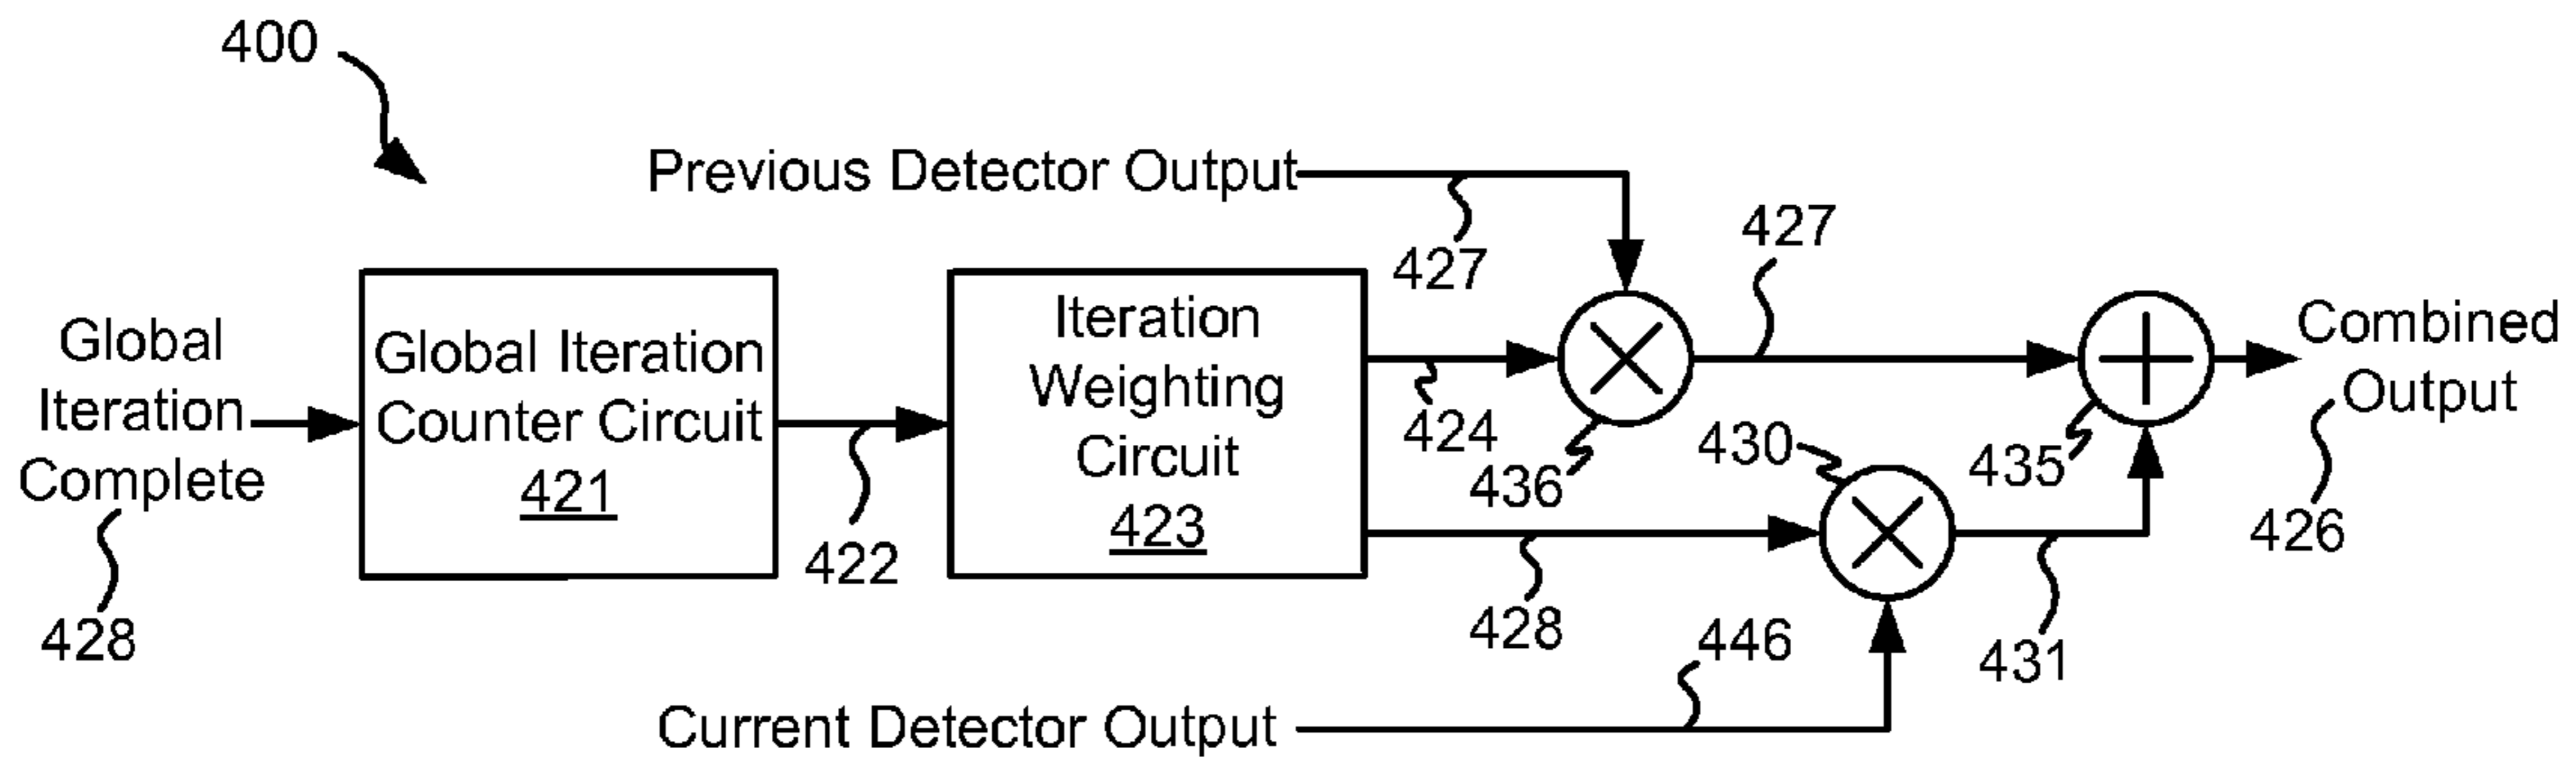 400
Previous Detector Output
427
427
Global
Iteration
Complete
428
Global Iteration
Counter Circuit
421
422
Iteration
Weighting
Circuit
423
424
436
428
430
435
431
446
Current Detector Output
Combined
Output
426